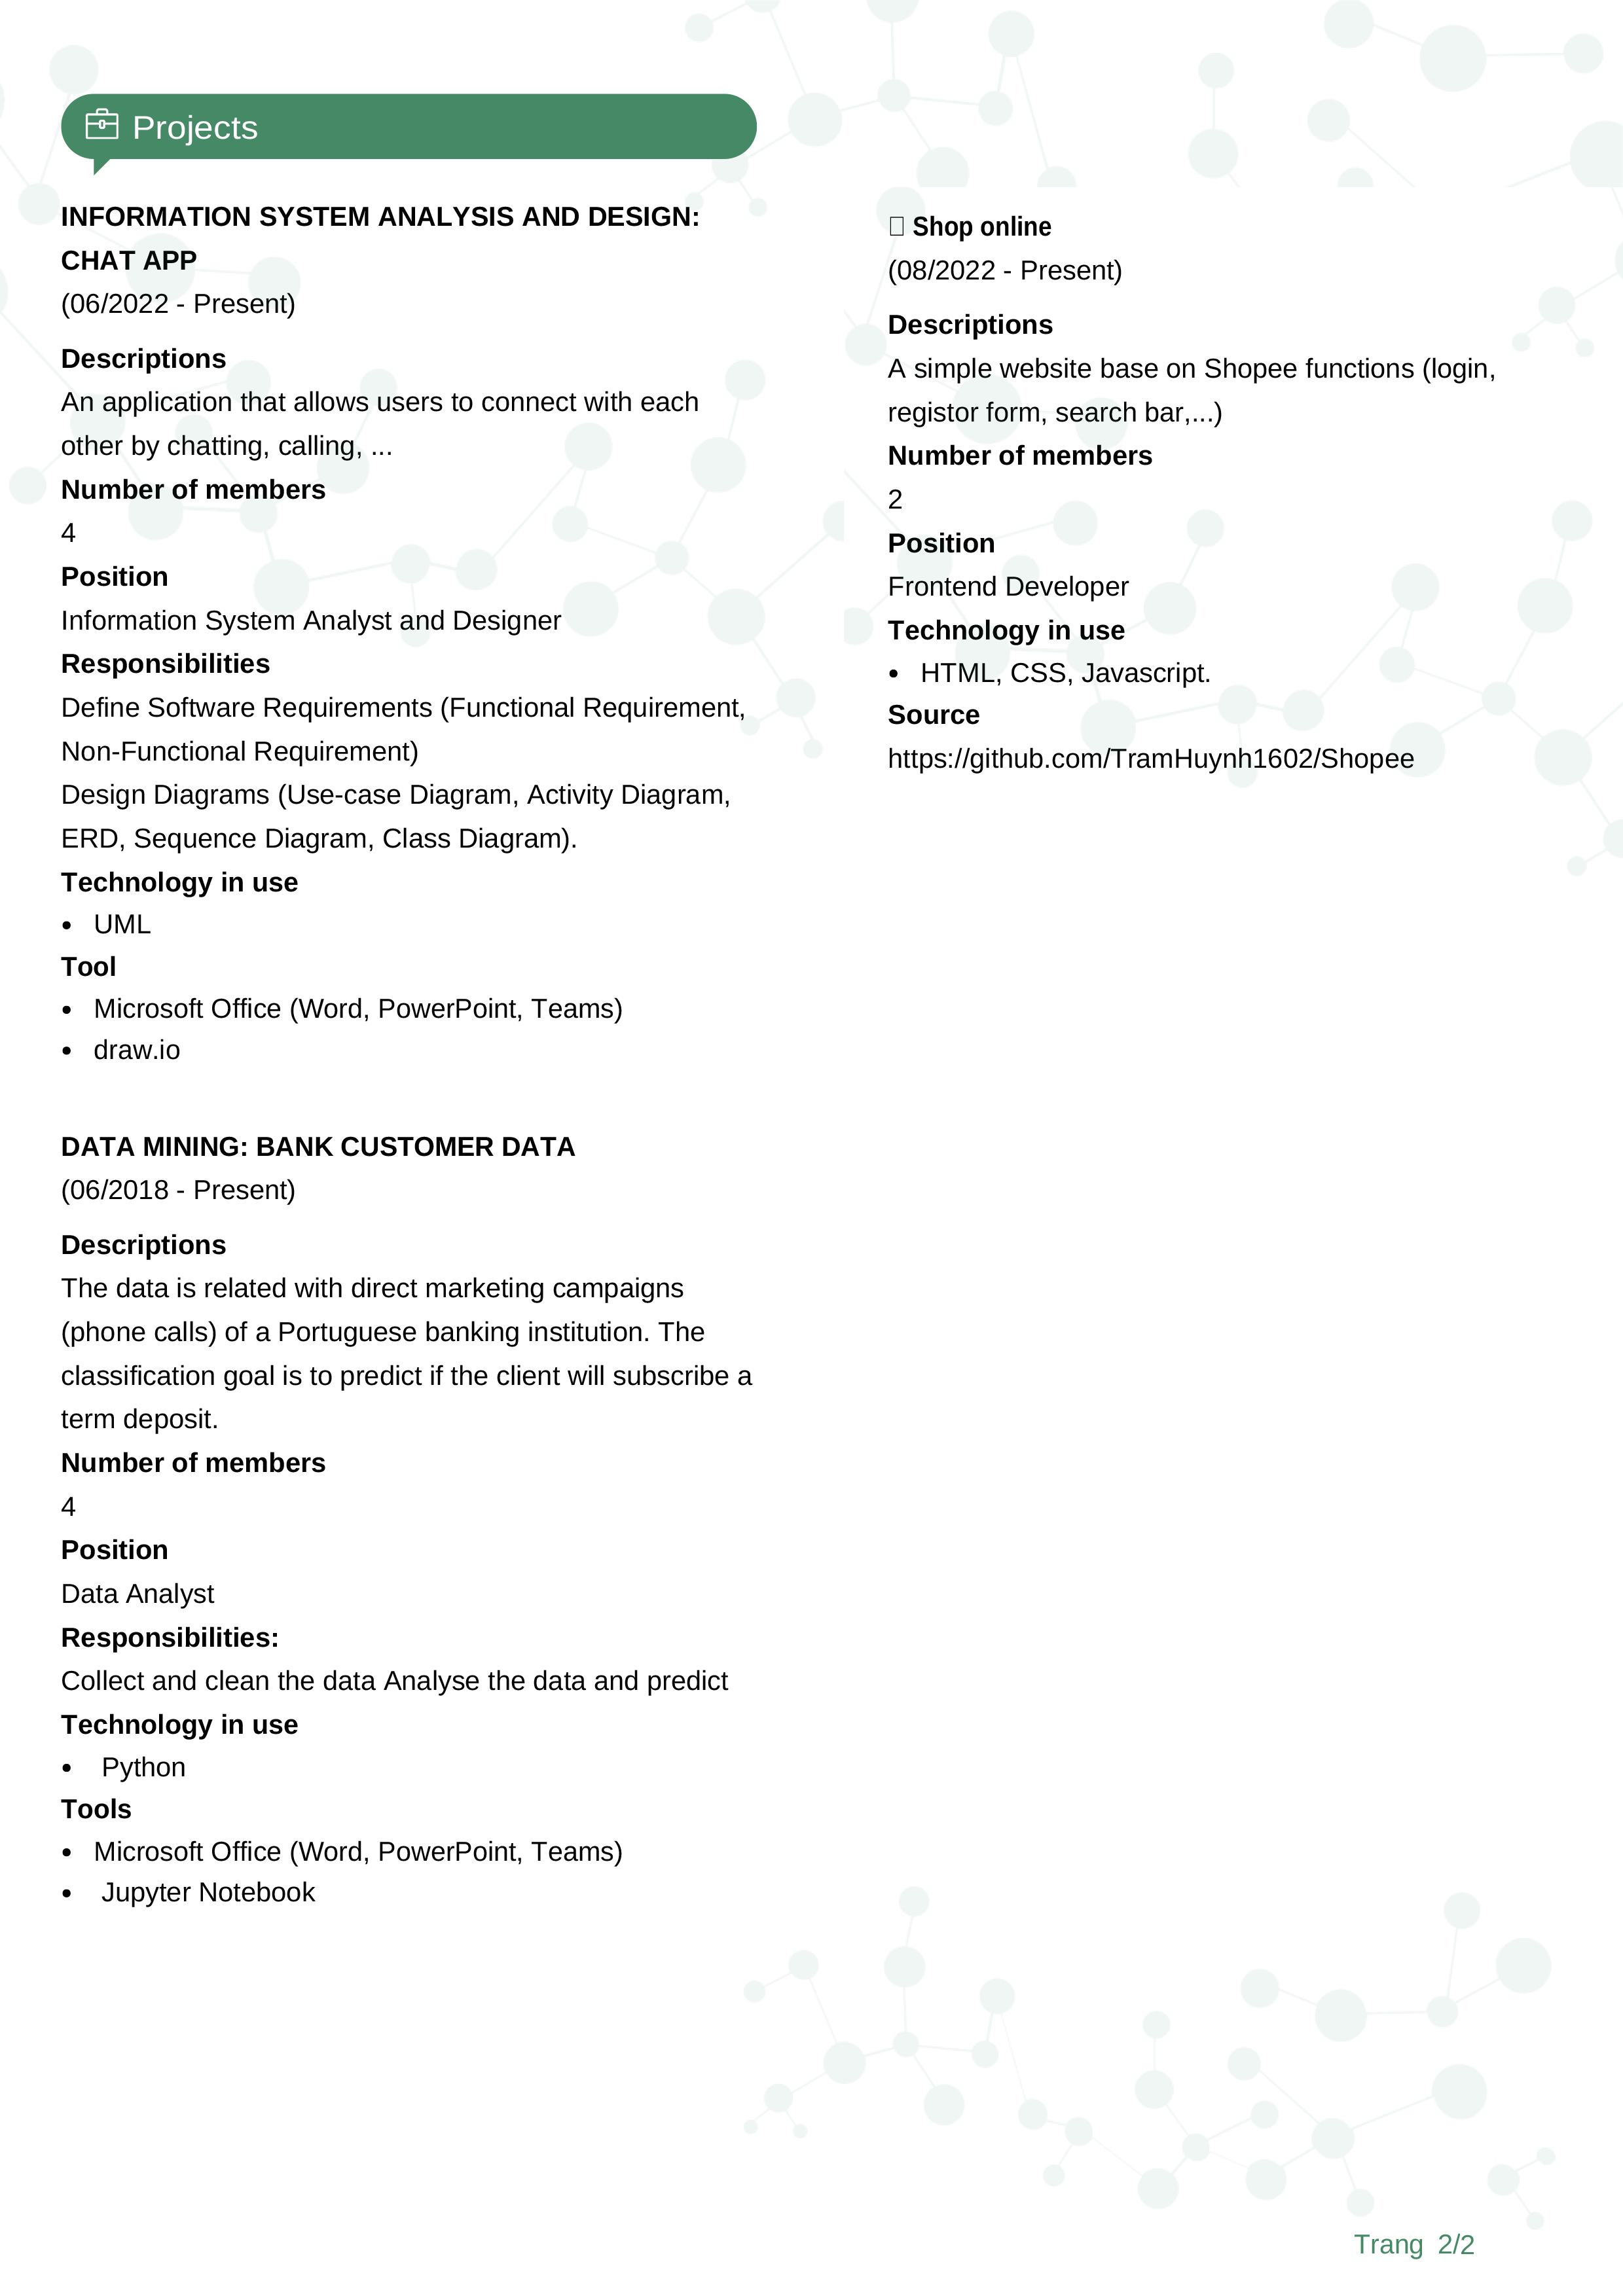 Projects
INFORMATION SYSTEM ANALYSIS AND DESIGN:
CHAT APP
(06/2022 - Present)
Descriptions
An application that allows users to connect with each
other by chatting, calling, ...
Number of members
4
Position
Information System Analyst and Designer
Responsibilities
Define Software Requirements (Functional Requirement,
Non-Functional Requirement)
Design Diagrams (Use-case Diagram, Activity Diagram,
ERD, Sequence Diagram, Class Diagram).
Technology in use
• UML
Tool
• Microsoft Office (Word, PowerPoint, Teams)
• draw.io
DATA MINING: BANK CUSTOMER DATA
(06/2018 - Present)
Descriptions
The data is related with direct marketing campaigns
(phone calls) of a Portuguese banking institution. The
classification goal is to predict if the client will subscribe a
term deposit.
Number of members
4
Position
Data Analyst
Responsibilities:
Collect and clean the data Analyse the data and predict
Technology in use
• Python
Tools
• Microsoft Office (Word, PowerPoint, Teams)
• Jupyter Notebook
Shop online
(08/2022 - Present)
Descriptions
A simple website base on Shopee functions (login,
registor form, search bar,...)
Number of members
2
Position
Frontend Developer
Technology in use
• HTML, CSS, Javascript.
Source
https://github.com/TramHuynh1602/Shopee
Trang 2/2